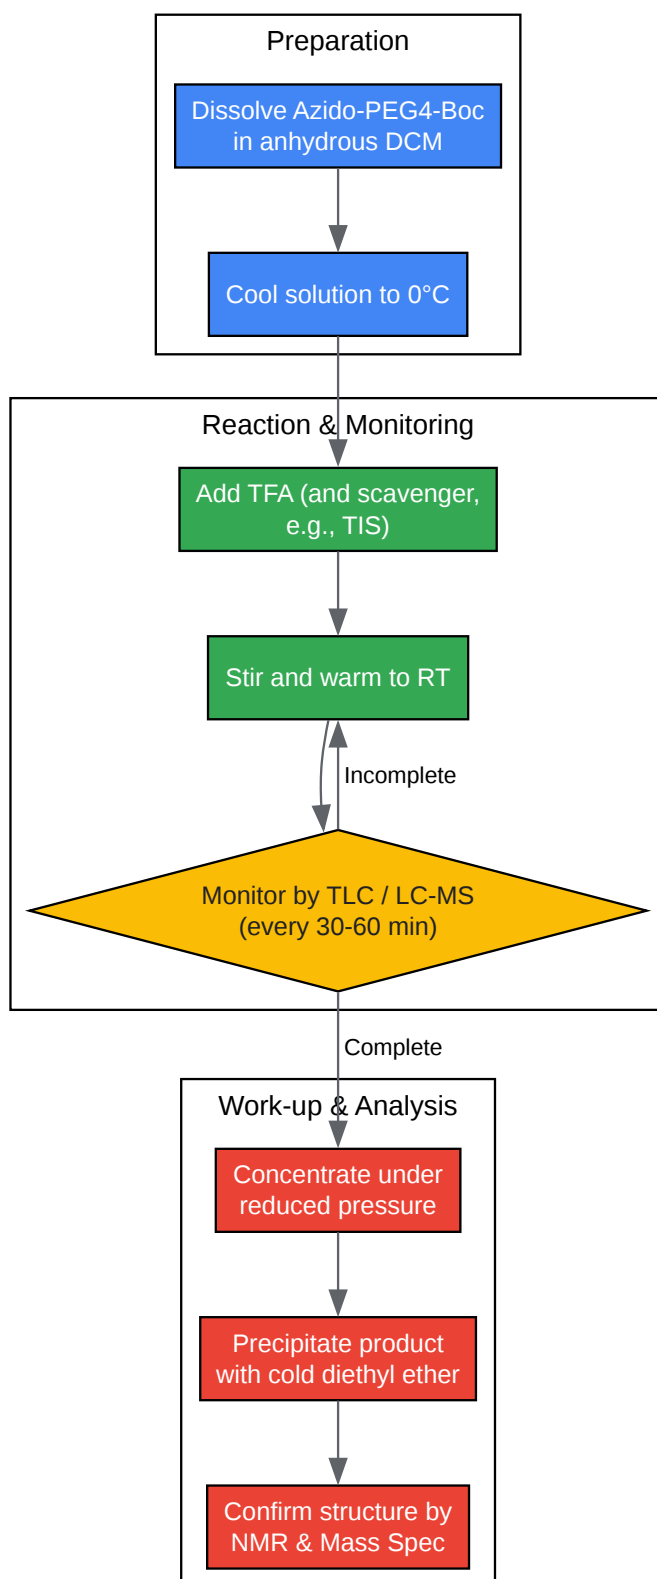 Preparation
Dissolve Azido-PEG4-Boc
in anhydrous DCM
Cool solution to 0°C
Reaction & Monitoring
Add TFA (and scavenger,
e.g., TIS)
Stir and warm to RT
Incomplete
Monitor by TLC / LC-MS
(every 30-60 min)
Complete
Work-up & Analysis
Concentrate under
reduced pressure
Precipitate product
with cold diethyl ether
Confirm structure by
NMR & Mass Spec